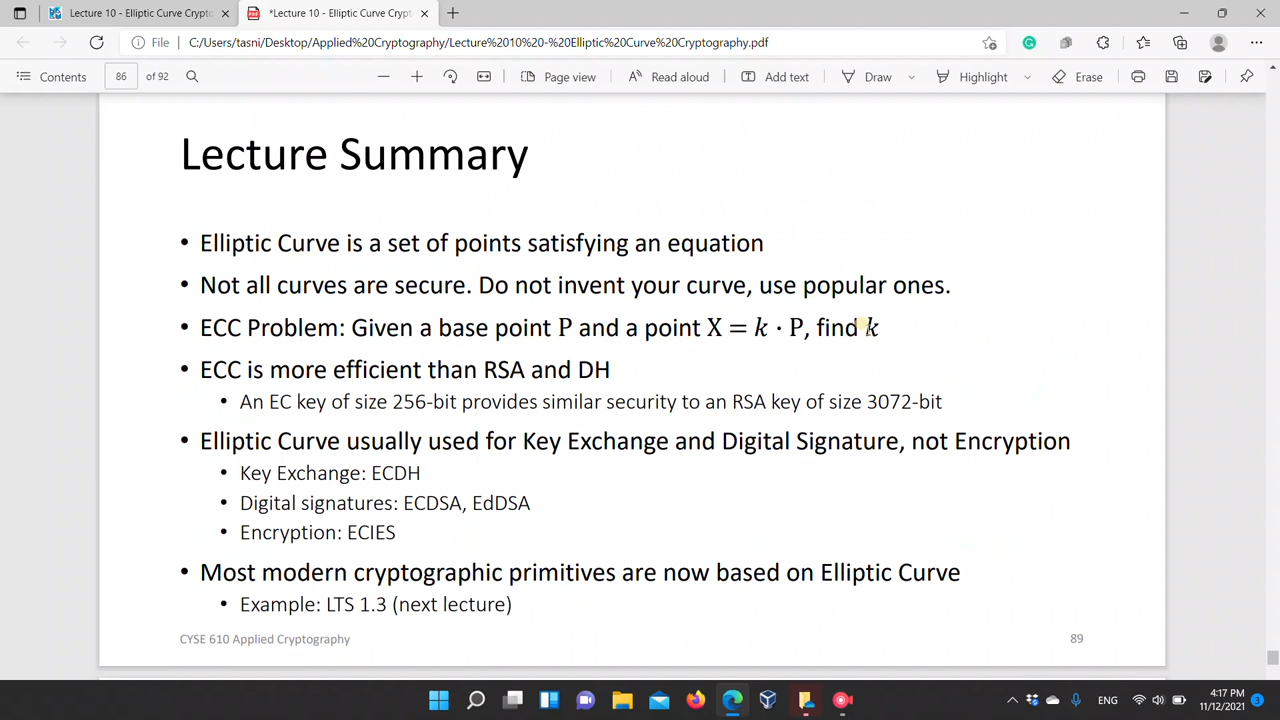 Lecture 10 - Elliptic Curve Crypto
*Lecture 10 - Elliptic Curve Cryp
File
C:/Users/tasni/Desktop/Applied%20Cryptography/Lecture%2010%20-%20Elliptic%20Curve%20Cryptography.pdf
Contents
86 of 92
Page view
Read aloud
Add text
Draw
Highlight
Erase
Lecture Summary
• Elliptic Curve is a set of points satisfying an equation
• Not all curves are secure. Do not invent your curve, use popular ones.
• ECC Problem: Given a base point P and a point X = k · P, find k
• ECC is more efficient than RSA and DH
• An EC key of size 256-bit provides similar security to an RSA key of size 3072-bit
• Elliptic Curve usually used for Key Exchange and Digital Signature, not Encryption
• Key Exchange: ECDH
• Digital signatures: ECDSA, EdDSA
• Encryption: ECIES
• Most modern cryptographic primitives are now based on Elliptic Curve
• Example: LTS 1.3 (next lecture)
CYSE 610 Applied Cryptography
89
ENG
4:17 PM
11/12/2021
3